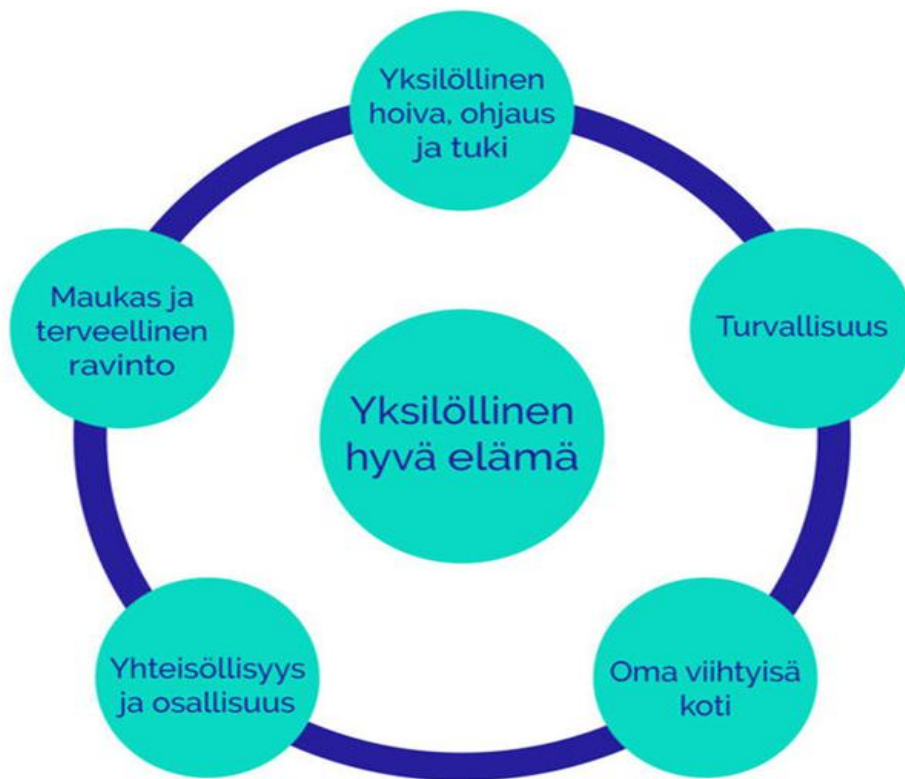 Yksilöllinen
hoiva, ohjaus
ja tuki
Turvallisuus
Oma viihtyisä
koti
Yhteisöllisyys
ja osallisuus
Maukas ja
terveellinen
ravinto
Yksilöllinen
hyvä elämä